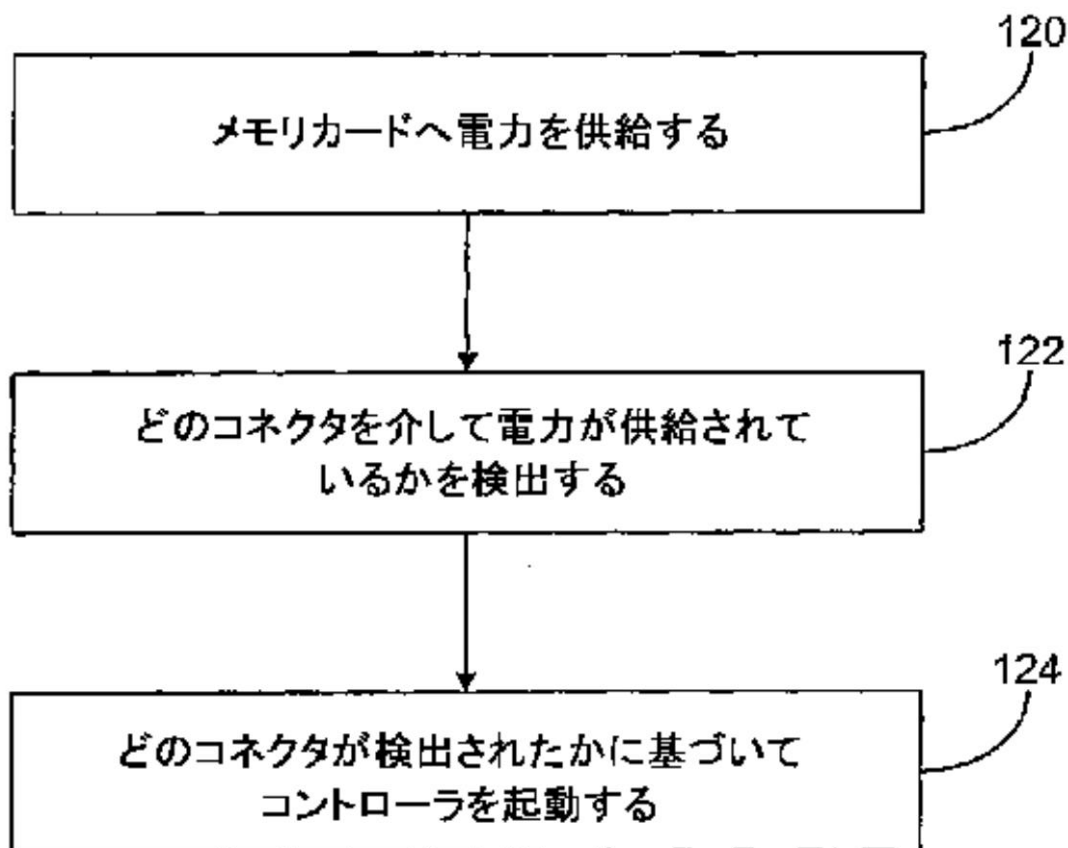 120
メモリカードへ電力を供給する
122
どのコネクタを介して電力が供給されて
いるかを検出する
124
どのコネクタが検出されたかに基づいて
コントローラを起動する